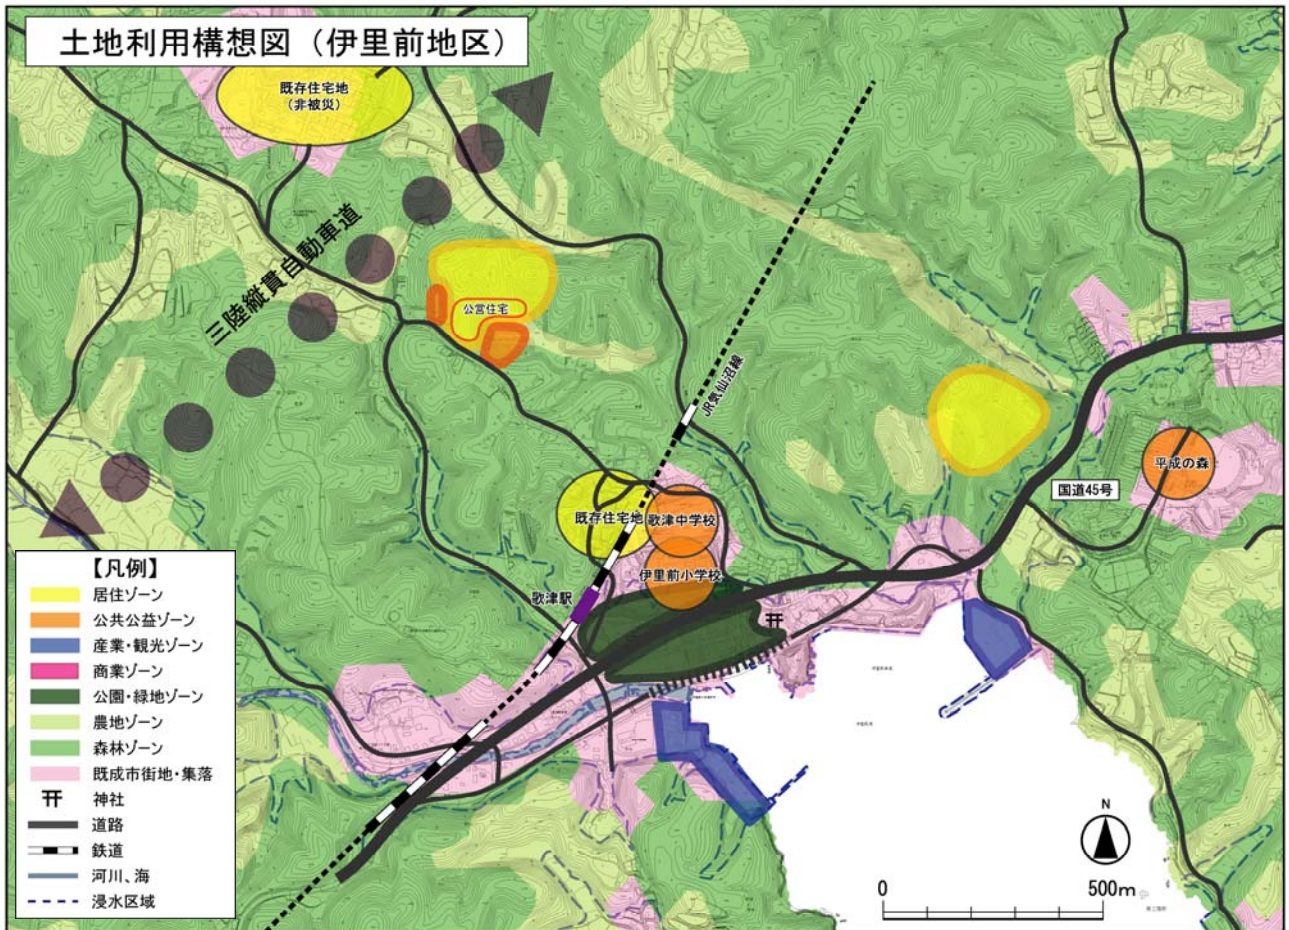 土地利用構想図（伊里前地区）
既存住宅地
（非被災）
三陸縦貫自動車道
公営住宅
JR気仙沼線
平成の森
国道45号
既存住宅地
歌津中学校
伊里前小学校
歌津駅
【凡例】
居住ゾーン
公共公益ゾーン
産業・観光ゾーン
商業ゾーン
公園・緑地ゾーン
農地ゾーン
森林ゾーン
既成市街地・集落
神社
道路
鉄道
河川、海
浸水区域
N
0
500m